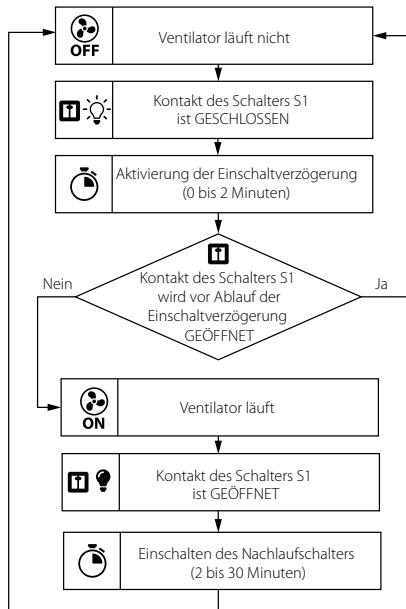 OFF
Ventilator läuft nicht
Kontakt des Schalters S1
ist GESCHLOSSEN
Aktivierung der Einschaltverzögerung
(0 bis 2 Minuten)
Nein
Kontakt des Schalters S1
wird vor Ablauf der
Einschaltverzögerung
GEÖFFNET
Ja
ON
Ventilator läuft
Kontakt des Schalters S1
ist GEÖFFNET
Einschalten des Nachlaufschalters
(2 bis 30 Minuten)